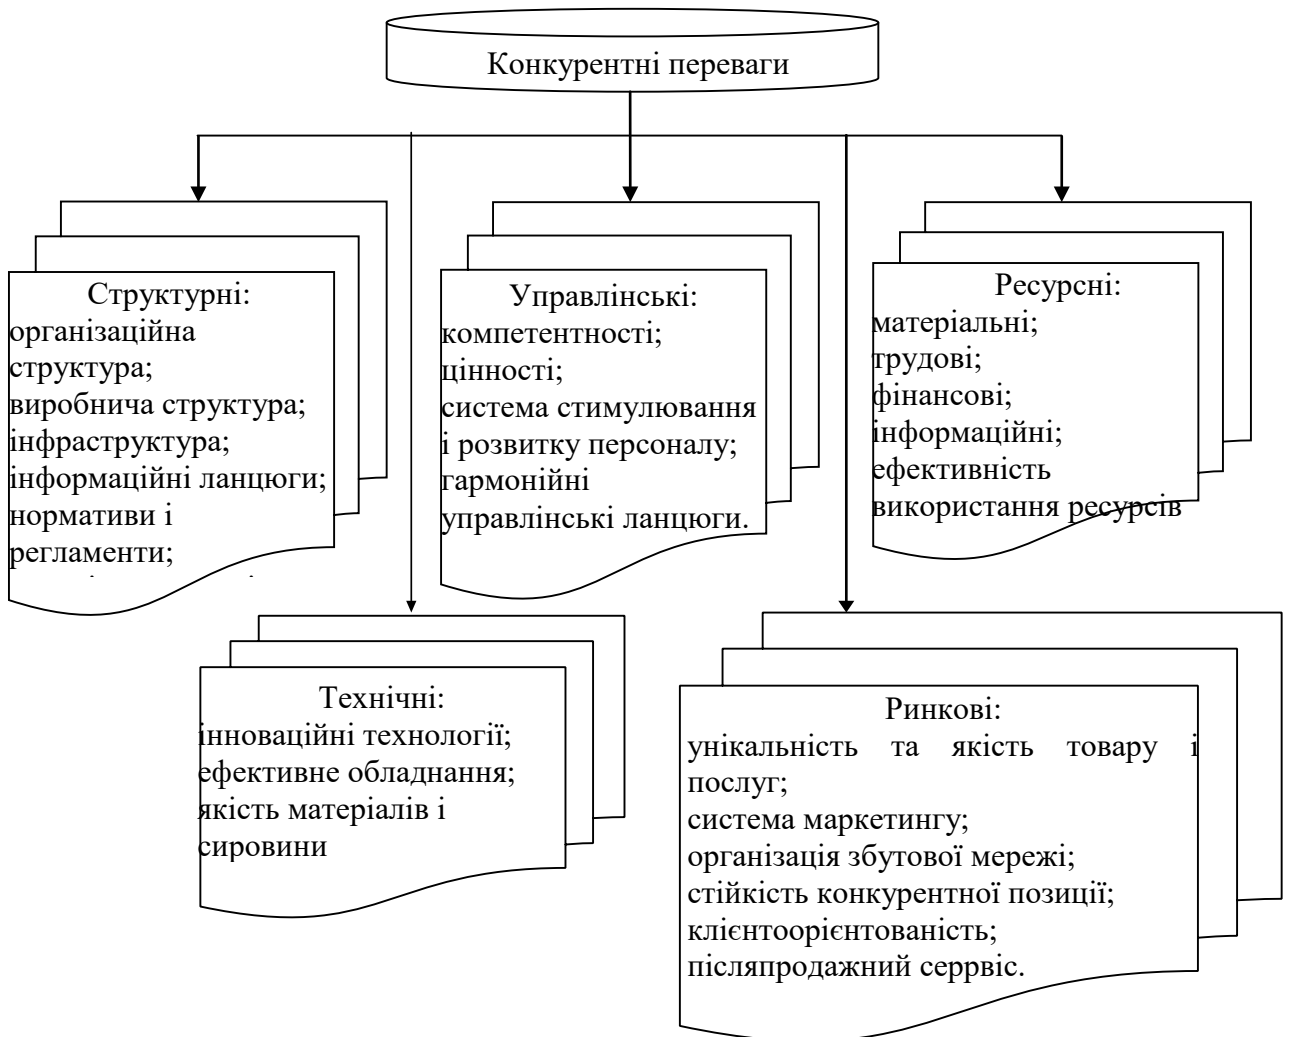 Конкурентні переваги
Структурні:
організаційна
структура;
виробнича структура;
інфраструктура;
інформаційні ланцюги;
нормативи і
регламенти;
Управлінські:
компетентності;
цінності;
система стимулювання
і розвитку персоналу;
гармонійні
управлінські ланцюги.
Ресурсні:
матеріальні;
трудові;
фінансові;
інформаційні;
ефективність
використання ресурсів
Технічні:
інноваційні технології;
ефективне обладнання;
якість матеріалів і
сировини
Ринкові:
унікальність та якість товару і
послуг;
система маркетингу;
організація збутової мережі;
стійкість конкурентної позиції;
клієнтоорієнтованість;
післяпродажний серрвіс.